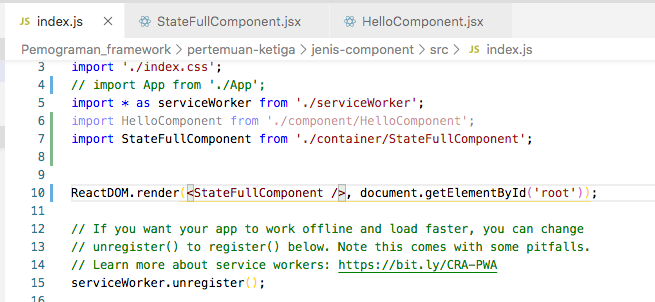 JS index.js × StateFullComponent.jsx HelloComponent.jsx
Pemograman_framework > pertemuan-ketiga > jenis-component > src > JS index.js
3 import './index.css';
4 // import App from './App';
5 import * as serviceWorker from './serviceWorker';
6 import HelloComponent from './component/HelloComponent';
7 import StateFullComponent from './container/StateFullComponent';
8
9
10 ReactDOM.render(<StateFullComponent />, document.getElementById('root'));
11
12 // If you want your app to work offline and load faster, you can change
13 // unregister() to register() below. Note this comes with some pitfalls.
14 // Learn more about service workers: https://bit.ly/CRA-PWA
15 serviceWorker.unregister();
16